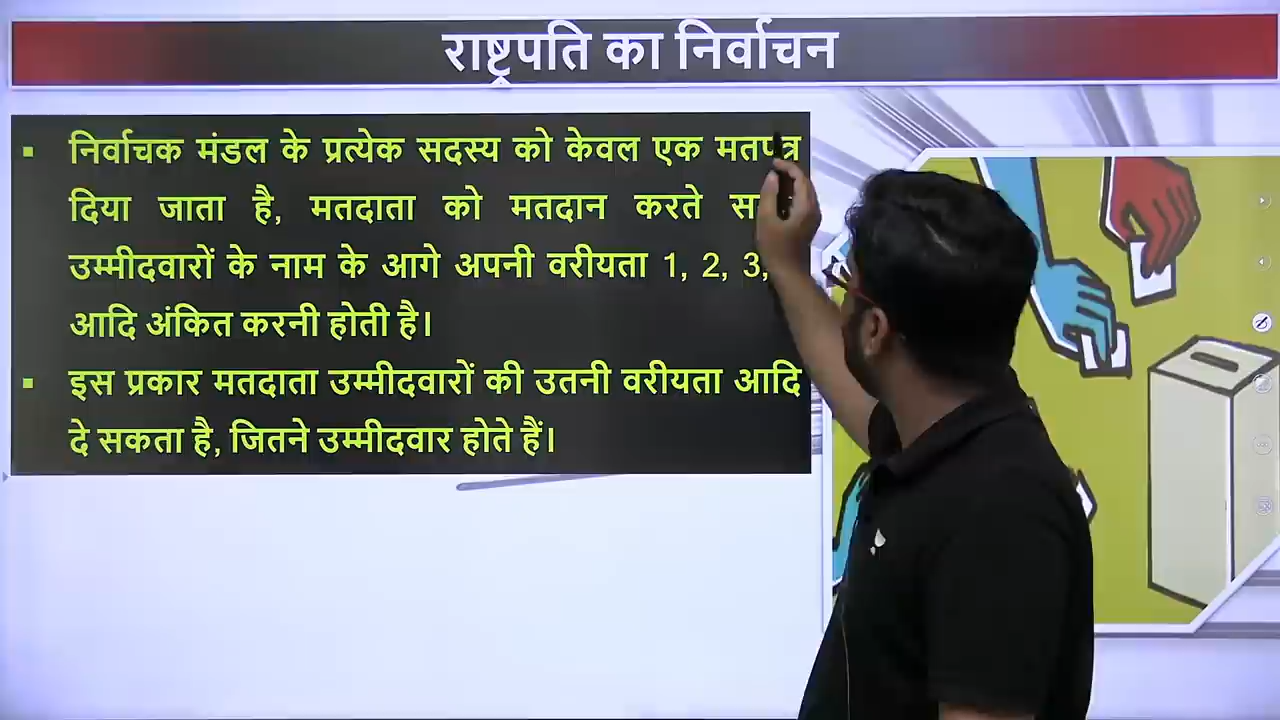 राष्ट्रपति का निर्वाचन
▪ निर्वाचक मंडल के प्रत्येक सदस्य को केवल एक मतपत्र
दिया जाता है, मतदाता को मतदान करते
उम्मीदवारों के नाम के आगे अपनी वरीयता 1, 2, 3,
आदि अंकित करनी होती है।
▪ इस प्रकार मतदाता उम्मीदवारों की उतनी वरीयता आदि
दे सकता है, जितने उम्मीदवार होते हैं।